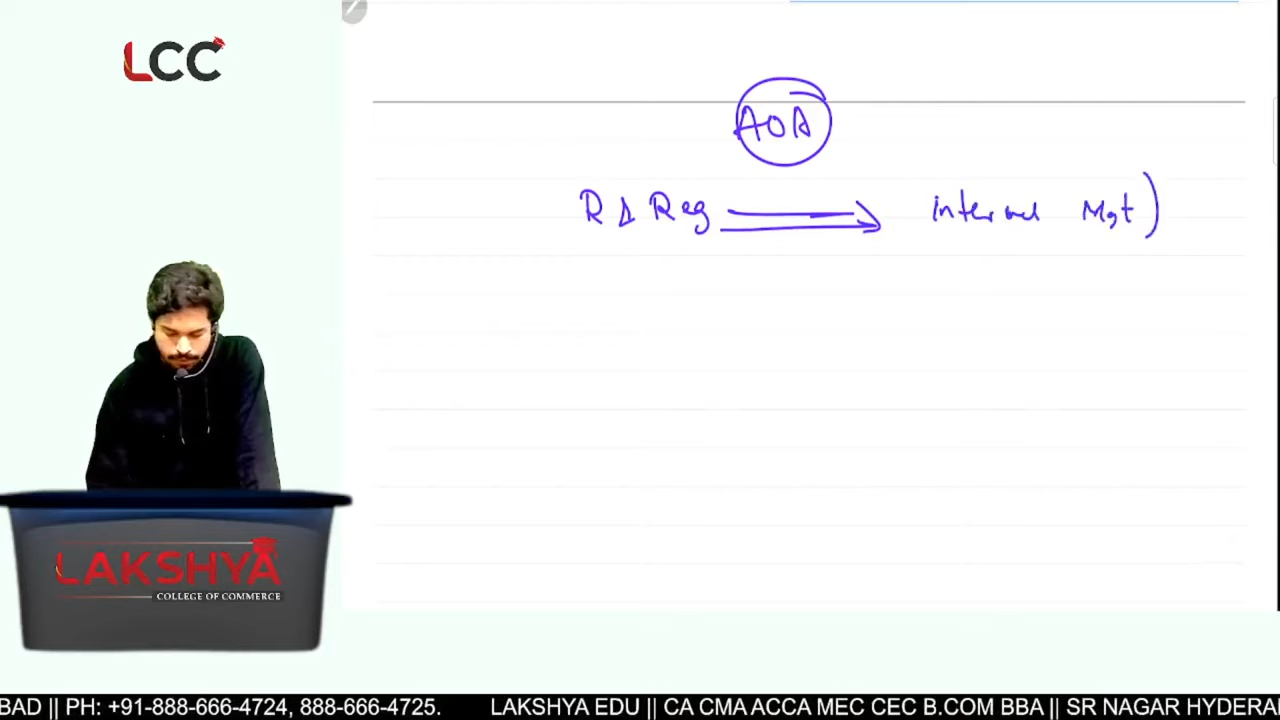 LCC
AOA
R & Reg internal Mgt)
LAKSHYA
COLLEGE OF COMMERCE
BAD || PH: +91-888-666-4724, 888-666-4725. LAKSHYA EDU || CA CMA ACCA MEC CEC B.COM BBA || SR NAGAR HYDERA